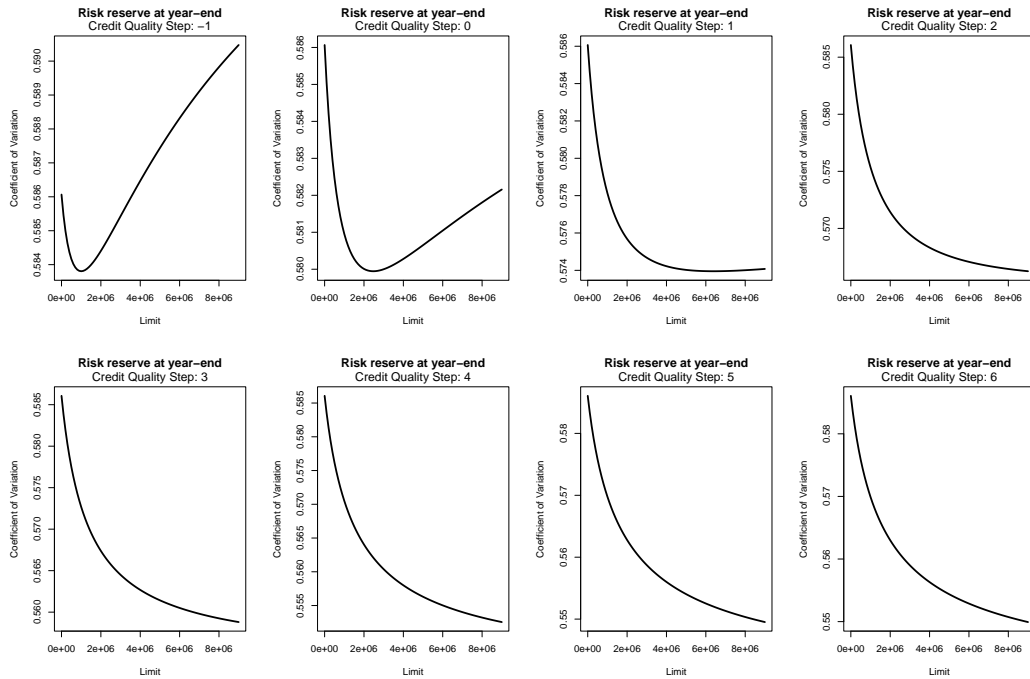 Risk reserve at year−end
Credit Quality Step: −1
Coefficient of Variation
0.584 0.585 0.586 0.587 0.588 0.589 0.590
0e+00 2e+06 4e+06 6e+06 8e+06
Limit
Risk reserve at year−end
Credit Quality Step: 0
Coefficient of Variation
0.580 0.581 0.582 0.583 0.584 0.585 0.586
0e+00 2e+06 4e+06 6e+06 8e+06
Limit
Risk reserve at year−end
Credit Quality Step: 1
Coefficient of Variation
0.574 0.576 0.578 0.580 0.582 0.584 0.586
0e+00 2e+06 4e+06 6e+06 8e+06
Limit
Risk reserve at year−end
Credit Quality Step: 2
Coefficient of Variation
0.570 0.575 0.580 0.585
0e+00 2e+06 4e+06 6e+06 8e+06
Limit
Risk reserve at year−end
Credit Quality Step: 3
Coefficient of Variation
0.560 0.565 0.570 0.575 0.580 0.585
0e+00 2e+06 4e+06 6e+06 8e+06
Limit
Risk reserve at year−end
Credit Quality Step: 4
Coefficient of Variation
0.555 0.560 0.565 0.570 0.575 0.580 0.585
0e+00 2e+06 4e+06 6e+06 8e+06
Limit
Risk reserve at year−end
Credit Quality Step: 5
Coefficient of Variation
0.55 0.56 0.57 0.58
0e+00 2e+06 4e+06 6e+06 8e+06
Limit
Risk reserve at year−end
Credit Quality Step: 6
Coefficient of Variation
0.55 0.56 0.57 0.58
0e+00 2e+06 4e+06 6e+06 8e+06
Limit